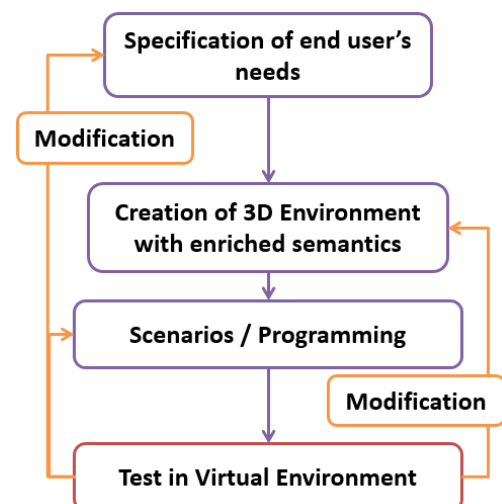 Specification of end user’s
needs
Modification
Creation of 3D Environment
with enriched semantics
Scenarios / Programming
Modification
Test in Virtual Environment